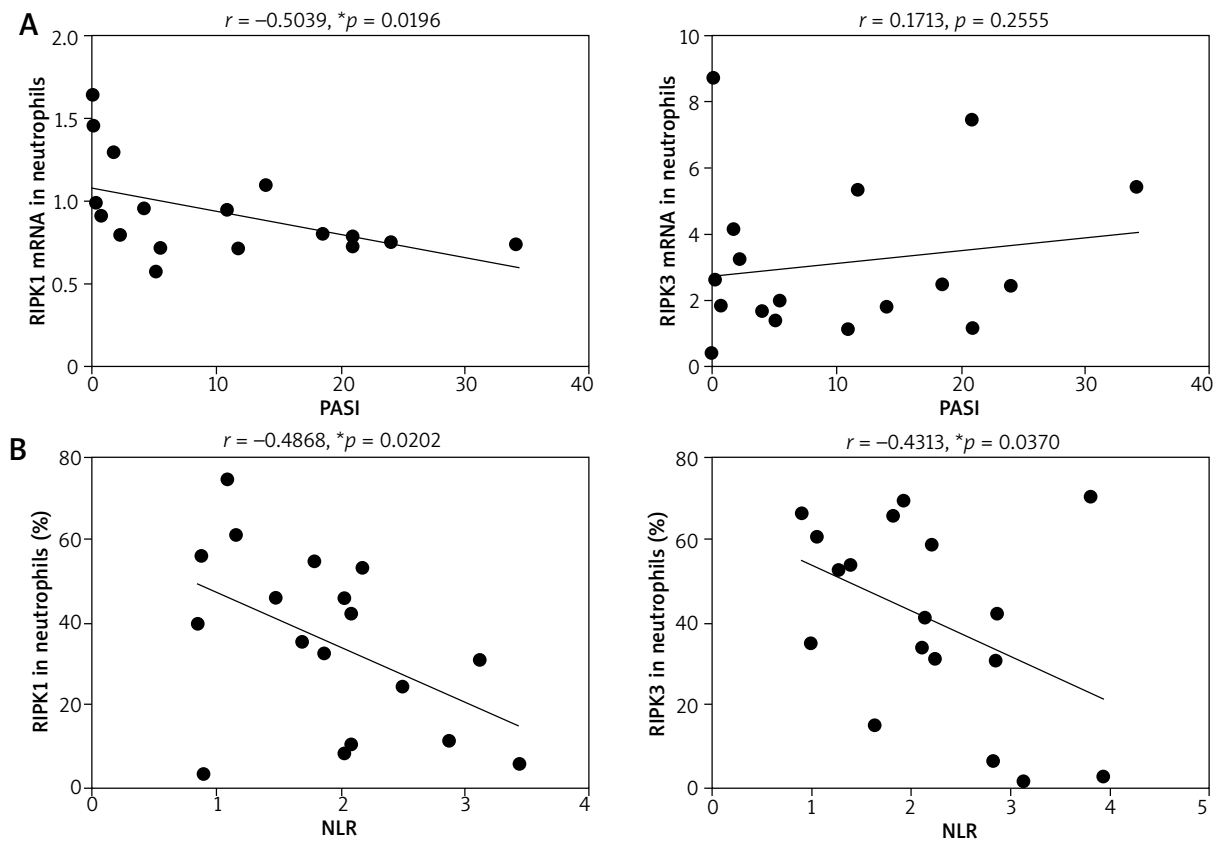 A
r = –0.5039, *p = 0.0196
RIPK1 mRNA in neutrophils
2.0
1.5
1.0
0.5
0
0 10 20 30 40
PASI
r = 0.1713, p = 0.2555
RIPK3 mRNA in neutrophils
10
8
6
4
2
0
0 10 20 30 40
PASI
B
r = –0.4868, *p = 0.0202
RIPK1 in neutrophils (%)
80
60
40
20
0
0 1 2 3 4
NLR
r = –0.4313, *p = 0.0370
RIPK3 in neutrophils (%)
80
60
40
20
0
0 1 2 3 4 5
NLR